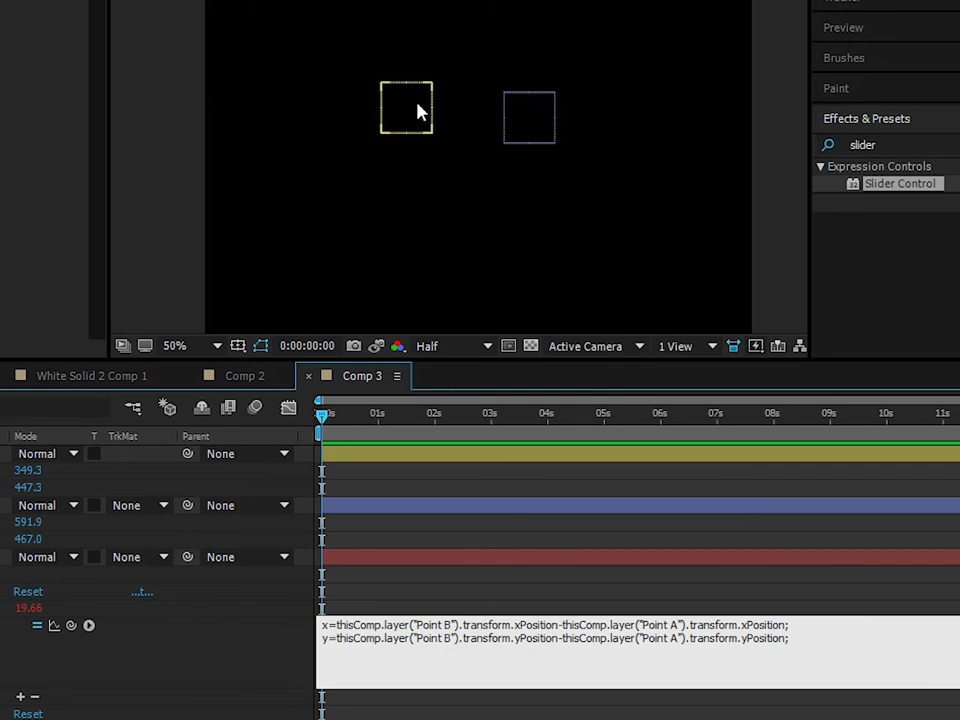 Preview
Brushes
Paint
Effects & Presets
slider
Expression Controls
32 Slider Control
50% 0:00:00:00 Half Active Camera 1 View
White Solid 2 Comp 1 Comp 2 × Comp 3
0s 01s 02s 03s 04s 05s 06s 07s 08s 09s 10s 11s
Mode T TrkMat Parent
Normal None
349.3
447.3
Normal None None
591.9
467.0
Normal None None
Reset ...t...
19.66
x=thisComp.layer("Point B").transform.xPosition-thisComp.layer("Point A").transform.xPosition;
y=thisComp.layer("Point B").transform.yPosition-thisComp.layer("Point A").transform.yPosition;
Reset